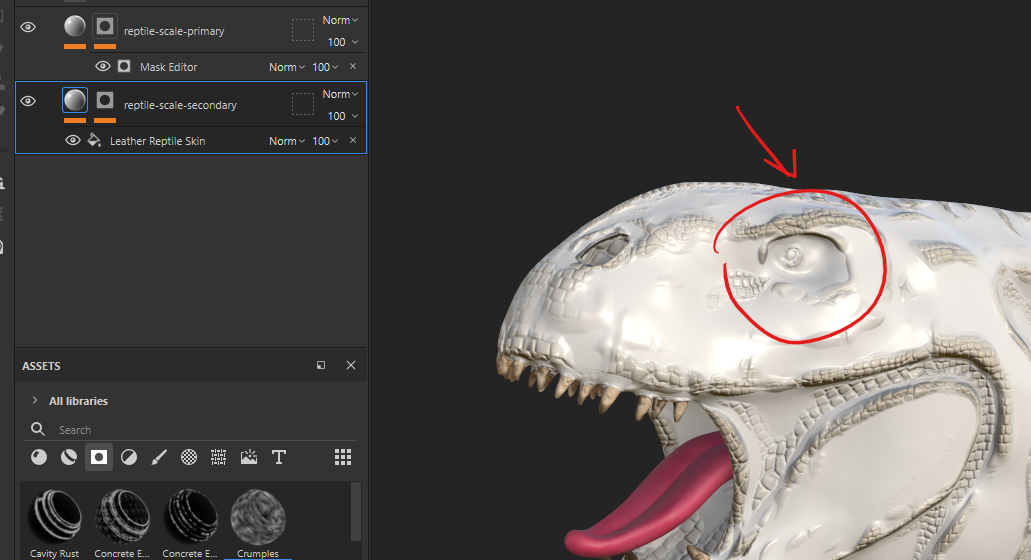 Norm
reptile-scale-primary
100
Mask Editor Norm 100
Norm
reptile-scale-secondary
100
Leather Reptile Skin Norm 100
ASSETS
All libraries
Search
Cavity Rust Concrete E... Concrete E... Crumples